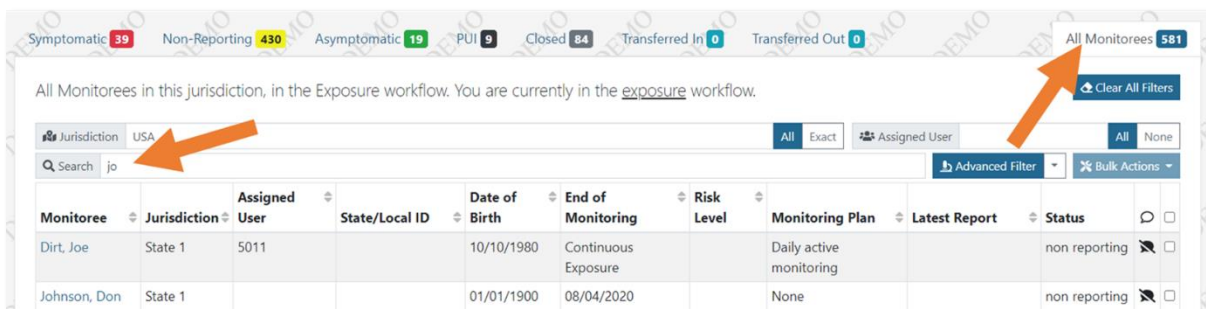 Symptomatic 39 Non-Reporting 430 Asymptomatic 19 PUI 9 Closed 84 Transferred In 0 Transferred Out 0 All Monitorees 581
All Monitorees in this jurisdiction, in the Exposure workflow. You are currently in the exposure workflow. Clear All Filters
Jurisdiction USA All Exact Assigned User All None
Search jo Advanced Filter Bulk Actions
Monitoree Jurisdiction Assigned User State/Local ID Date of Birth End of Monitoring Risk Level Monitoring Plan Latest Report Status
Dirt, Joe State 1 5011 10/10/1980 Continuous Exposure Daily active monitoring non reporting
Johnson, Don State 1 01/01/1900 08/04/2020 None non reporting
DEMO